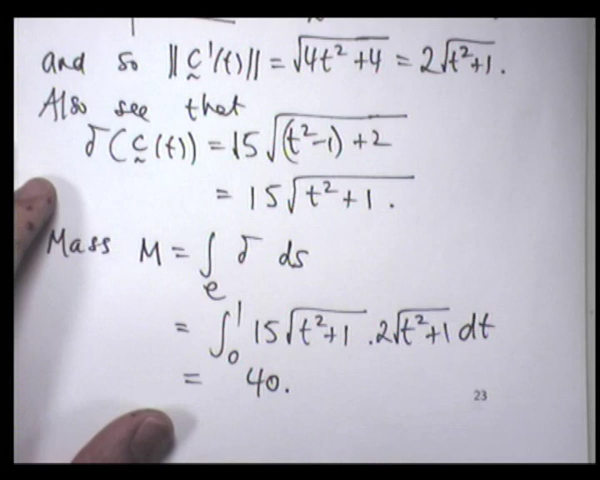 and so ‖c̰'(t)‖ = √(4t²+4) = 2√(t²+1).
Also see that
δ(c̰(t)) = 15√((t²-1)+2)
= 15√(t²+1).
Mass M = ∫_C δ ds
= ∫₀¹ 15√(t²+1) . 2√(t²+1) dt
= 40.
23